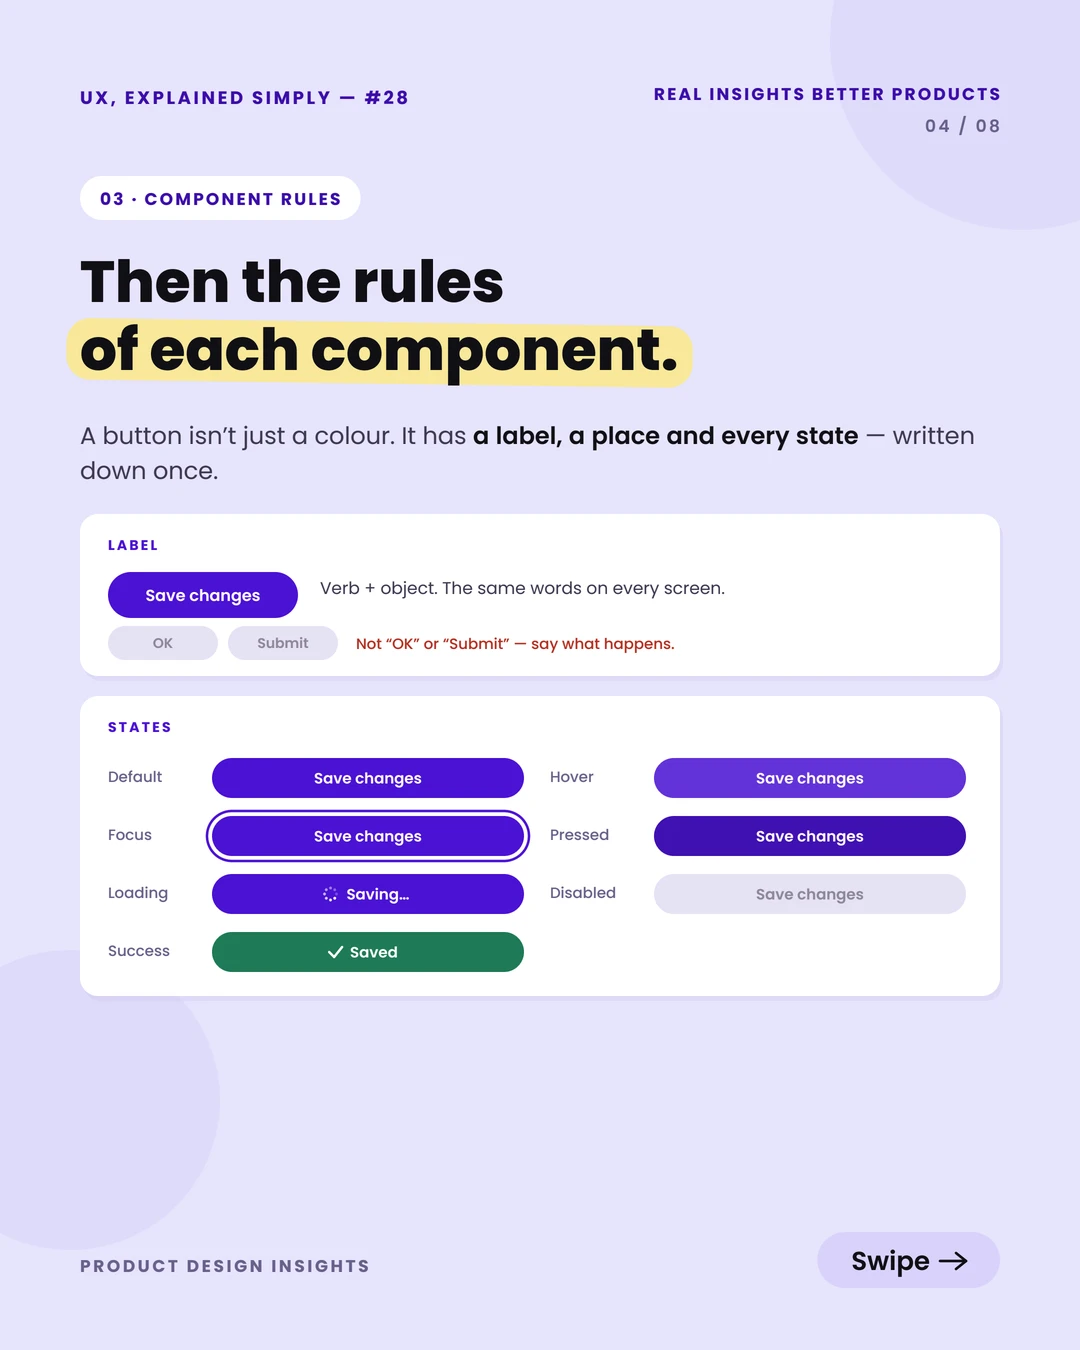 UX, EXPLAINED SIMPLY — #28
REAL INSIGHTS BETTER PRODUCTS
04 / 08
03 · COMPONENT RULES
Then the rules
of each component.
A button isn’t just a colour. It has a label, a place and every state — written
down once.
LABEL
Save changes
Verb + object. The same words on every screen.
OK
Submit
Not “OK” or “Submit” — say what happens.
STATES
Default
Save changes
Hover
Save changes
Focus
Save changes
Pressed
Save changes
Loading
Saving…
Disabled
Save changes
Success
Saved
PRODUCT DESIGN INSIGHTS
Swipe →